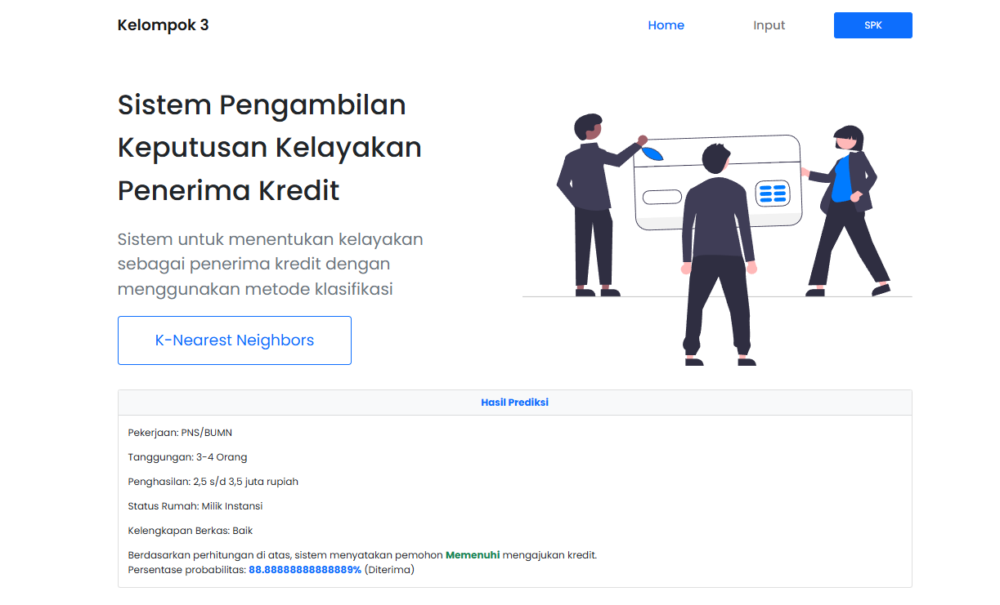 Kelompok 3
Home
Input
SPK
Sistem Pengambilan
Keputusan Kelayakan
Penerima Kredit
Sistem untuk menentukan kelayakan
sebagai penerima kredit dengan
menggunakan metode klasifikasi
K-Nearest Neighbors
Hasil Prediksi
Pekerjaan: PNS/BUMN
Tanggungan: 3-4 Orang
Penghasilan: 2,5 s/d 3,5 juta rupiah
Status Rumah: Milik Instansi
Kelengkapan Berkas: Baik
Berdasarkan perhitungan di atas, sistem menyatakan pemohon Memenuhi mengajukan kredit.
Persentase probabilitas: 88.88888888888889% (Diterima)